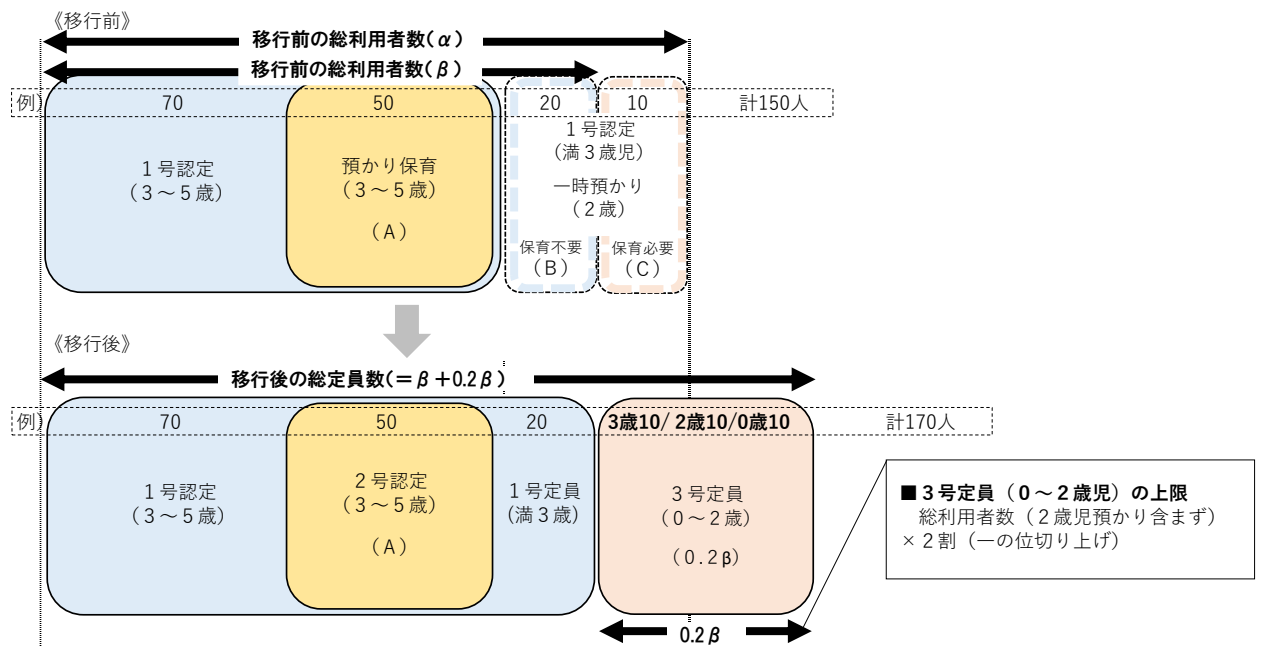 《移行前》
移行前の総利用者数(α)
移行前の総利用者数(β)
例) 70 50 20 10 計150人
1号認定
(3～5歳)
預かり保育
(3～5歳)
(A)
1号認定
(満3歳児)
一時預かり
(2歳)
保育不要
(B)
保育必要
(C)
《移行後》
移行後の総定員数(＝β＋0.2β)
例) 70 50 20 3歳10/ 2歳10/0歳10 計170人
1号認定
(3～5歳)
2号認定
(3～5歳)
(A)
1号定員
(満3歳)
3号定員
(0～2歳)
(0.2β)
0.2β
■3号定員（0～2歳児）の上限
総利用者数（2歳児預かり含まず）
×2割（一の位切り上げ）